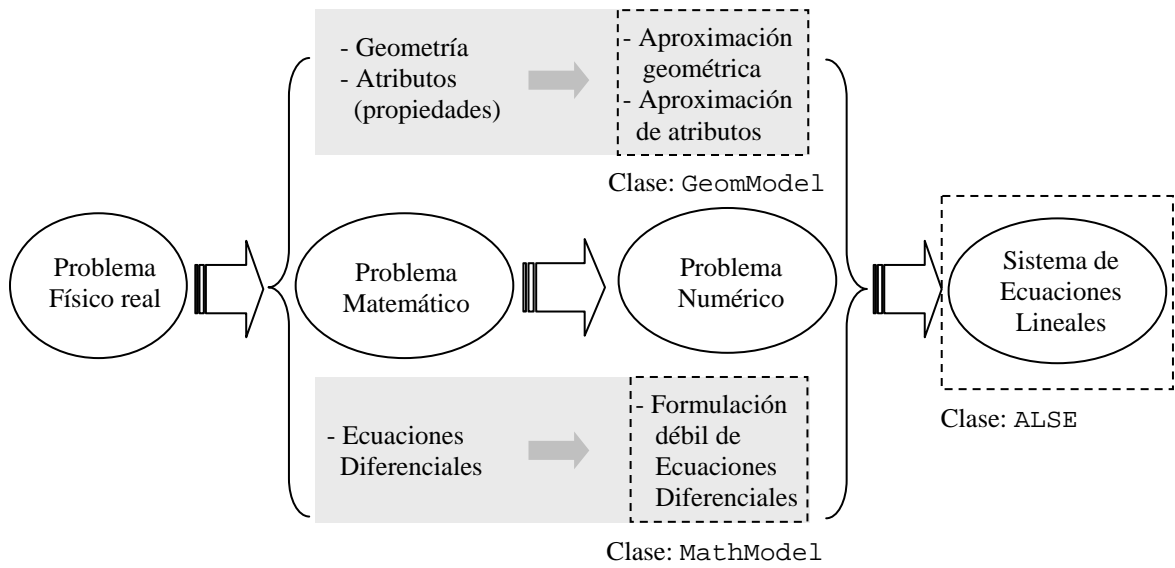 - Geometría
- Atributos
(propiedades)
- Aproximación
geométrica
- Aproximación
de atributos
Clase: GeomModel
Problema
Físico real
Problema
Matemático
Problema
Numérico
Sistema de
Ecuaciones
Lineales
Clase: ALSE
- Ecuaciones
Diferenciales
- Formulación
débil de
Ecuaciones
Diferenciales
Clase: MathModel